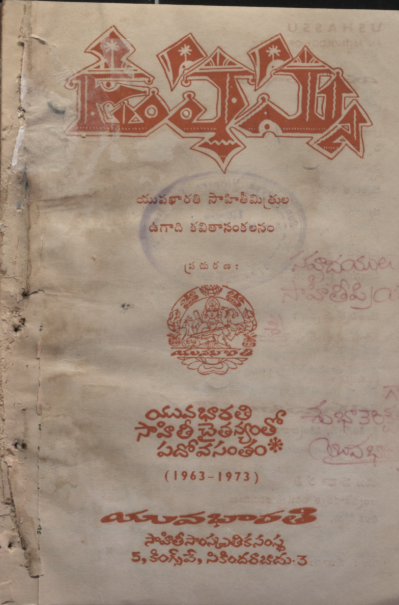 ఉషస్సు
యువభారతి సాహితీమిత్రుల
ఉగాది కవితాసంకలనం
ప్రచురణ :
యువభారతి
యువభారతి
సాహితీ చైతన్యంతో
పదోవసంతం*
(1963-1973)
యువభారతి
సాహితీసాంస్కృతికసంస్థ
5, కింగ్స్‌వే, సికిందరాబాదు-3